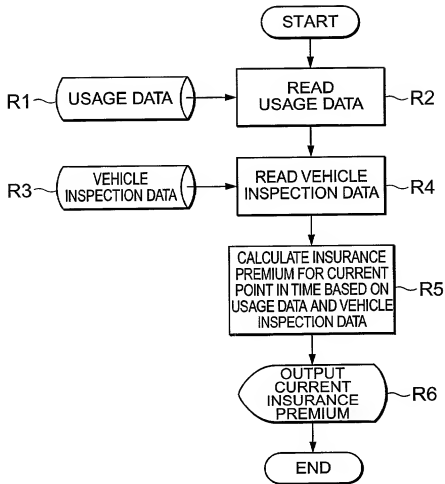 START
R1
USAGE DATA
READ
USAGE DATA
R2
R3
VEHICLE
INSPECTION DATA
READ VEHICLE
INSPECTION DATA
R4
CALCULATE INSURANCE
PREMIUM FOR CURRENT
POINT IN TIME BASED ON
USAGE DATA AND VEHICLE
INSPECTION DATA
R5
OUTPUT
CURRENT
INSURANCE
PREMIUM
R6
END